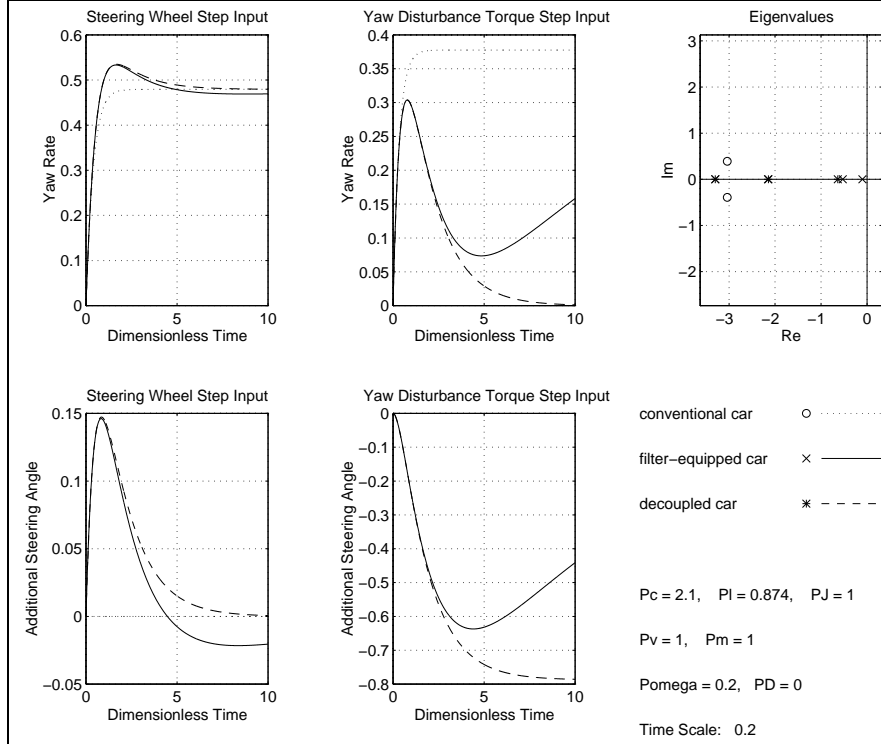 Steering Wheel Step Input
0.6
0.5
0.4
0.3
0.2
0.1
0
Yaw Rate
0 5 10
Dimensionless Time
Yaw Disturbance Torque Step Input
0.4
0.35
0.3
0.25
0.2
0.15
0.1
0.05
0
Yaw Rate
0 5 10
Dimensionless Time
Eigenvalues
3
2
1
0
−1
−2
Im
−3 −2 −1 0
Re
Steering Wheel Step Input
0.15
0.1
0.05
0
−0.05
Additional Steering Angle
0 5 10
Dimensionless Time
Yaw Disturbance Torque Step Input
0
−0.1
−0.2
−0.3
−0.4
−0.5
−0.6
−0.7
−0.8
Additional Steering Angle
0 5 10
Dimensionless Time
conventional car
filter−equipped car
decoupled car
Pc = 2.1, Pl = 0.874, PJ = 1
Pv = 1, Pm = 1
Pomega = 0.2, PD = 0
Time Scale: 0.2